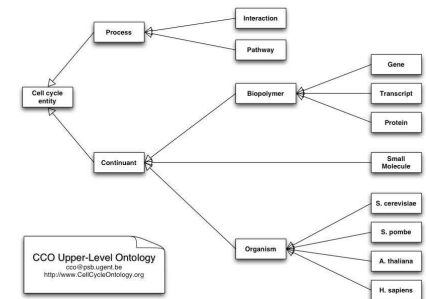 Interaction
Process
Pathway
Gene
Cell cycle
entity
Biopolymer
Transcript
Protein
Continuant
Small
Molecule
S. cerevisiae
S. pombe
Organism
A. thaliana
H. sapiens
CCO Upper-Level Ontology
cco@psb.ugent.be
http://www.CellCycleOntology.org